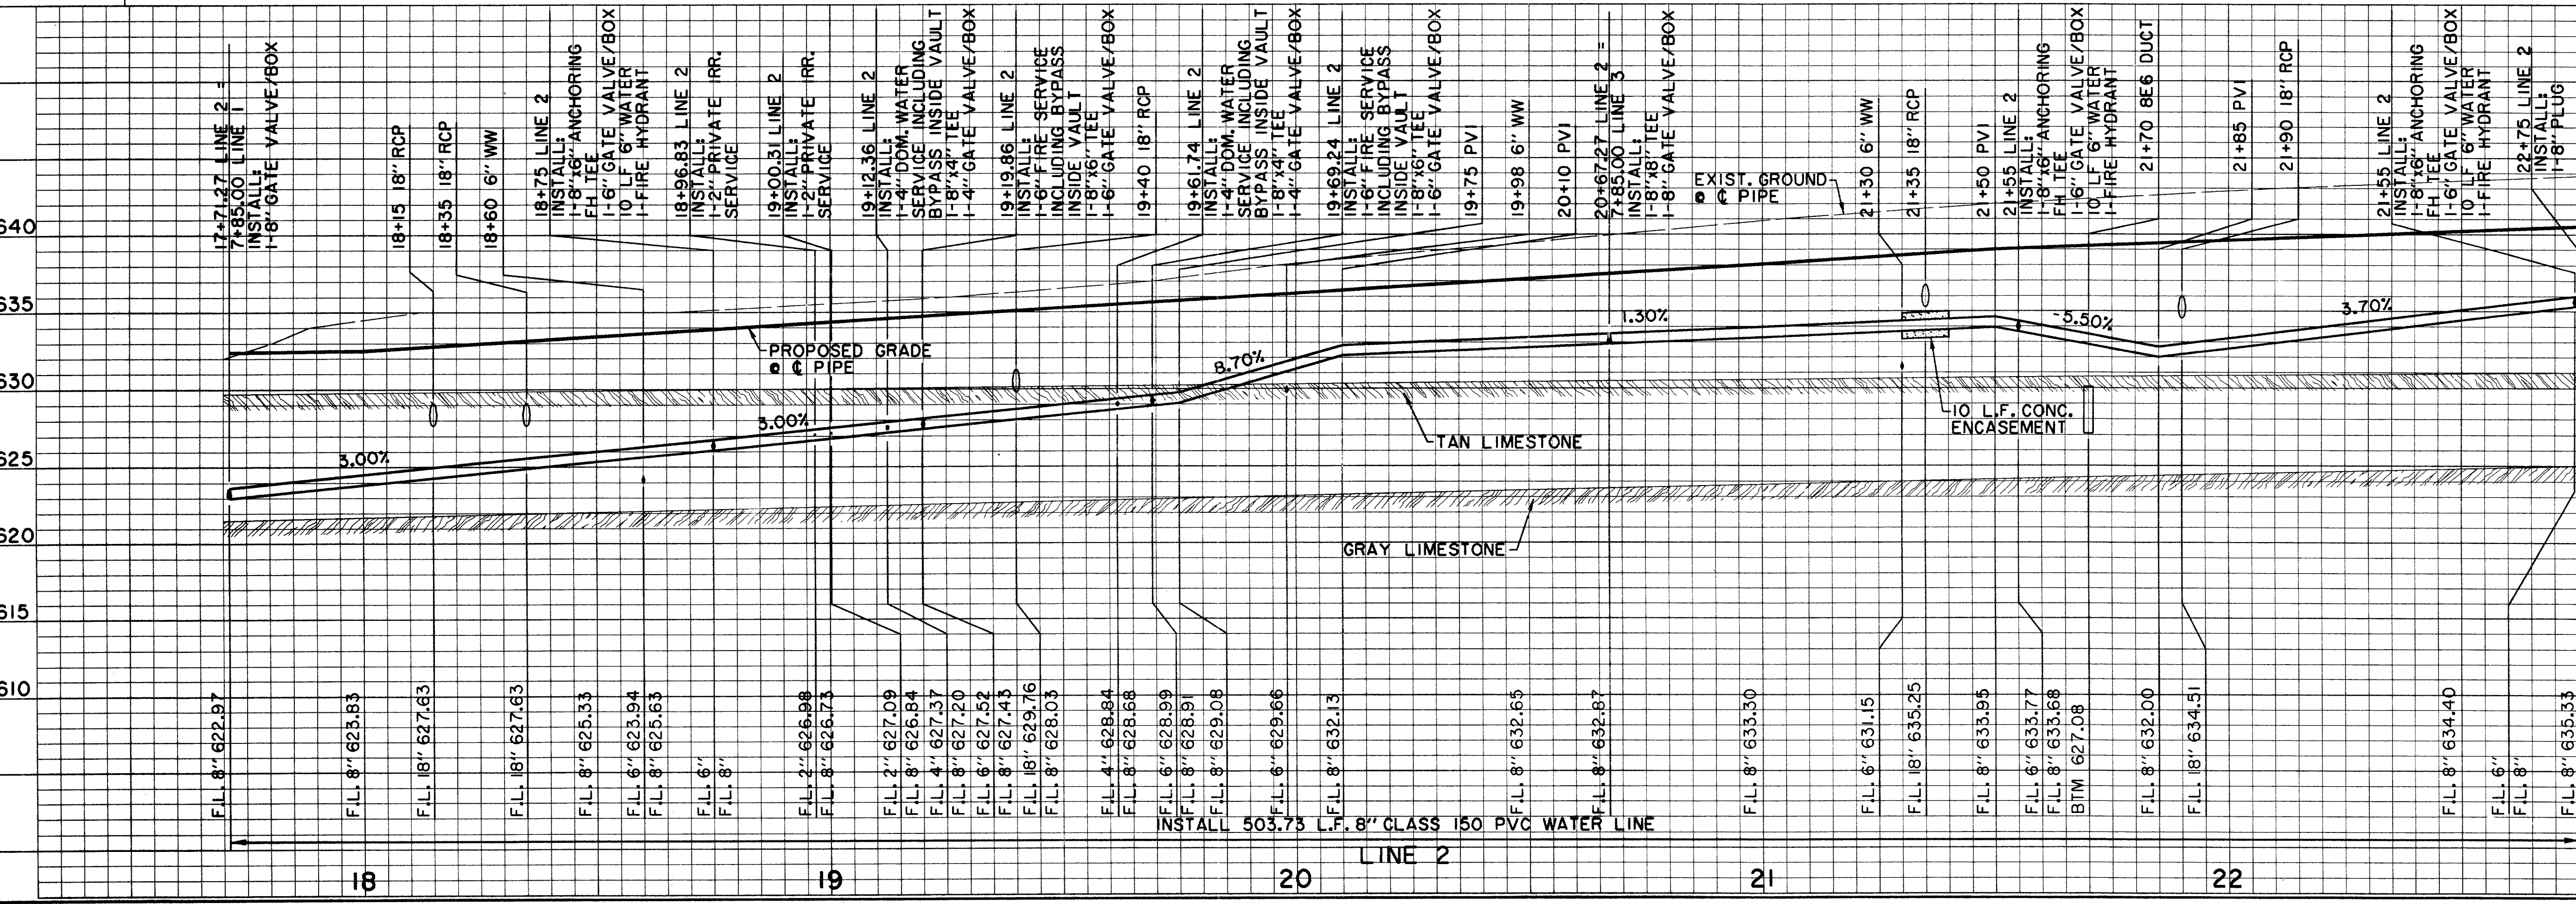 17+71.27 LINE 2 =
7+85.00 LINE 1
INSTALL:
1-8" GATE VALVE/BOX
18+15 18" RCP
18+35 18" RCP
18+60 6" WW
18+75 LINE 2
INSTALL:
1-8"x6" ANCHORING
FH TEE
1-6" GATE VALVE/BOX
10 LF 6" WATER
1-FIRE HYDRANT
18+96.83 LINE 2
INSTALL:
1-2" PRIVATE IRR.
SERVICE
19+00.31 LINE 2
INSTALL:
1-2" PRIVATE IRR.
SERVICE
19+12.36 LINE 2
INSTALL:
1-4" DOM. WATER
SERVICE INCLUDING
BYPASS INSIDE VAULT
1-8"x4" TEE
1-4" GATE VALVE/BOX
19+19.86 LINE 2
INSTALL:
1-6" FIRE SERVICE
INCLUDING BYPASS
INSIDE VAULT
1-8"x6" TEE
1-6" GATE VALVE/BOX
19+40 18" RCP
19+61.74 LINE 2
INSTALL:
1-4" DOM. WATER
SERVICE INCLUDING
BYPASS INSIDE VAULT
1-8"x4" TEE
1-4" GATE VALVE/BOX
19+69.24 LINE 2
INSTALL:
1-6" FIRE SERVICE
INCLUDING BYPASS
INSIDE VAULT
1-8"x6" TEE
1-6" GATE VALVE/BOX
19+75 PVI
19+98 6" WW
20+10 PVI
20+67.27 LINE 2 =
7+85.00 LINE 3
INSTALL:
1-8"x8" TEE
1-8" GATE VALVE/BOX
EXIST. GROUND
@ ℄ PIPE
21+30 6" WW
21+35 18" RCP
21+50 PVI
21+55 LINE 2
INSTALL:
1-8"x6" ANCHORING
FH TEE
1-6" GATE VALVE/BOX
10 LF 6" WATER
1-FIRE HYDRANT
21+70 8E6 DUCT
21+85 PVI
21+90 18" RCP
21+55 LINE 2
INSTALL:
1-8"x6" ANCHORING
FH TEE
1-6" GATE VALVE/BOX
10 LF 6" WATER
1-FIRE HYDRANT
22+75 LINE 2
INSTALL:
1-8" PLUG
640
635
630
625
620
615
610
PROPOSED GRADE
@ ℄ PIPE
3.00%
3.00%
8.70%
1.30%
-5.50%
3.70%
TAN LIMESTONE
10 L.F. CONC.
ENCASEMENT
GRAY LIMESTONE
F.L. 8" 622.97
F.L. 8" 623.83
F.L. 18" 627.63
F.L. 18" 627.63
F.L. 8" 625.33
F.L. 6" 623.94
F.L. 8" 625.63
F.L. 6"
F.L. 8"
F.L. 2" 626.98
F.L. 8" 626.73
F.L. 2" 627.09
F.L. 8" 626.84
F.L. 4" 627.37
F.L. 8" 627.20
F.L. 6" 627.52
F.L. 8" 627.43
F.L. 18" 629.76
F.L. 8" 628.03
F.L. 4" 628.84
F.L. 8" 628.68
F.L. 6" 628.99
F.L. 8" 628.91
F.L. 8" 629.08
F.L. 6" 629.66
F.L. 8" 632.13
F.L. 8" 632.65
F.L. 8" 632.87
F.L. 8" 633.30
F.L. 6" 631.15
F.L. 18" 635.25
F.L. 8" 633.95
F.L. 6" 633.77
F.L. 8" 633.68
BTM 627.08
F.L. 8" 632.00
F.L. 18" 634.51
F.L. 8" 634.40
F.L. 6"
F.L. 8"
F.L. 8" 635.33
INSTALL 503.73 L.F. 8" CLASS 150 PVC WATER LINE
LINE 2
18
19
20
21
22